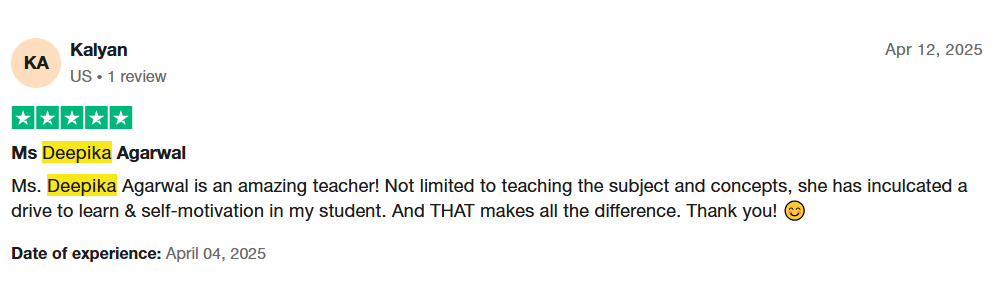 KA
Kalyan
Apr 12, 2025
US • 1 review
Ms Deepika Agarwal
Ms. Deepika Agarwal is an amazing teacher! Not limited to teaching the subject and concepts, she has inculcated a
drive to learn & self-motivation in my student. And THAT makes all the difference. Thank you! 😊
Date of experience: April 04, 2025